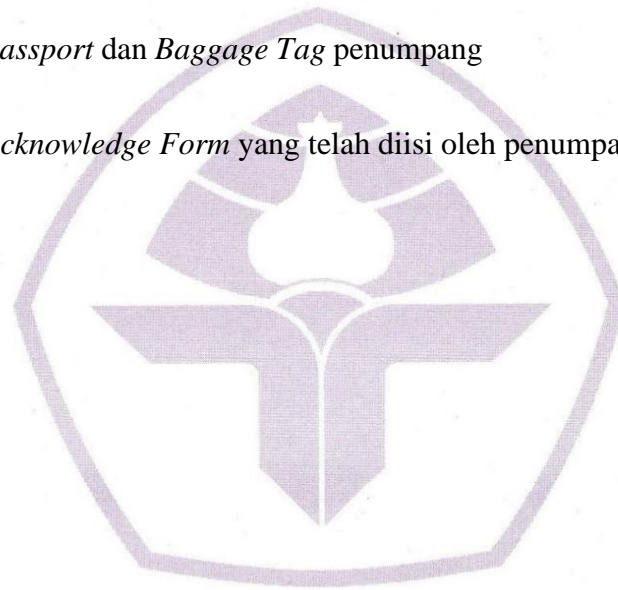 assport dan Baggage Tag penumpang
cknowledge Form yang telah diisi oleh penumpa